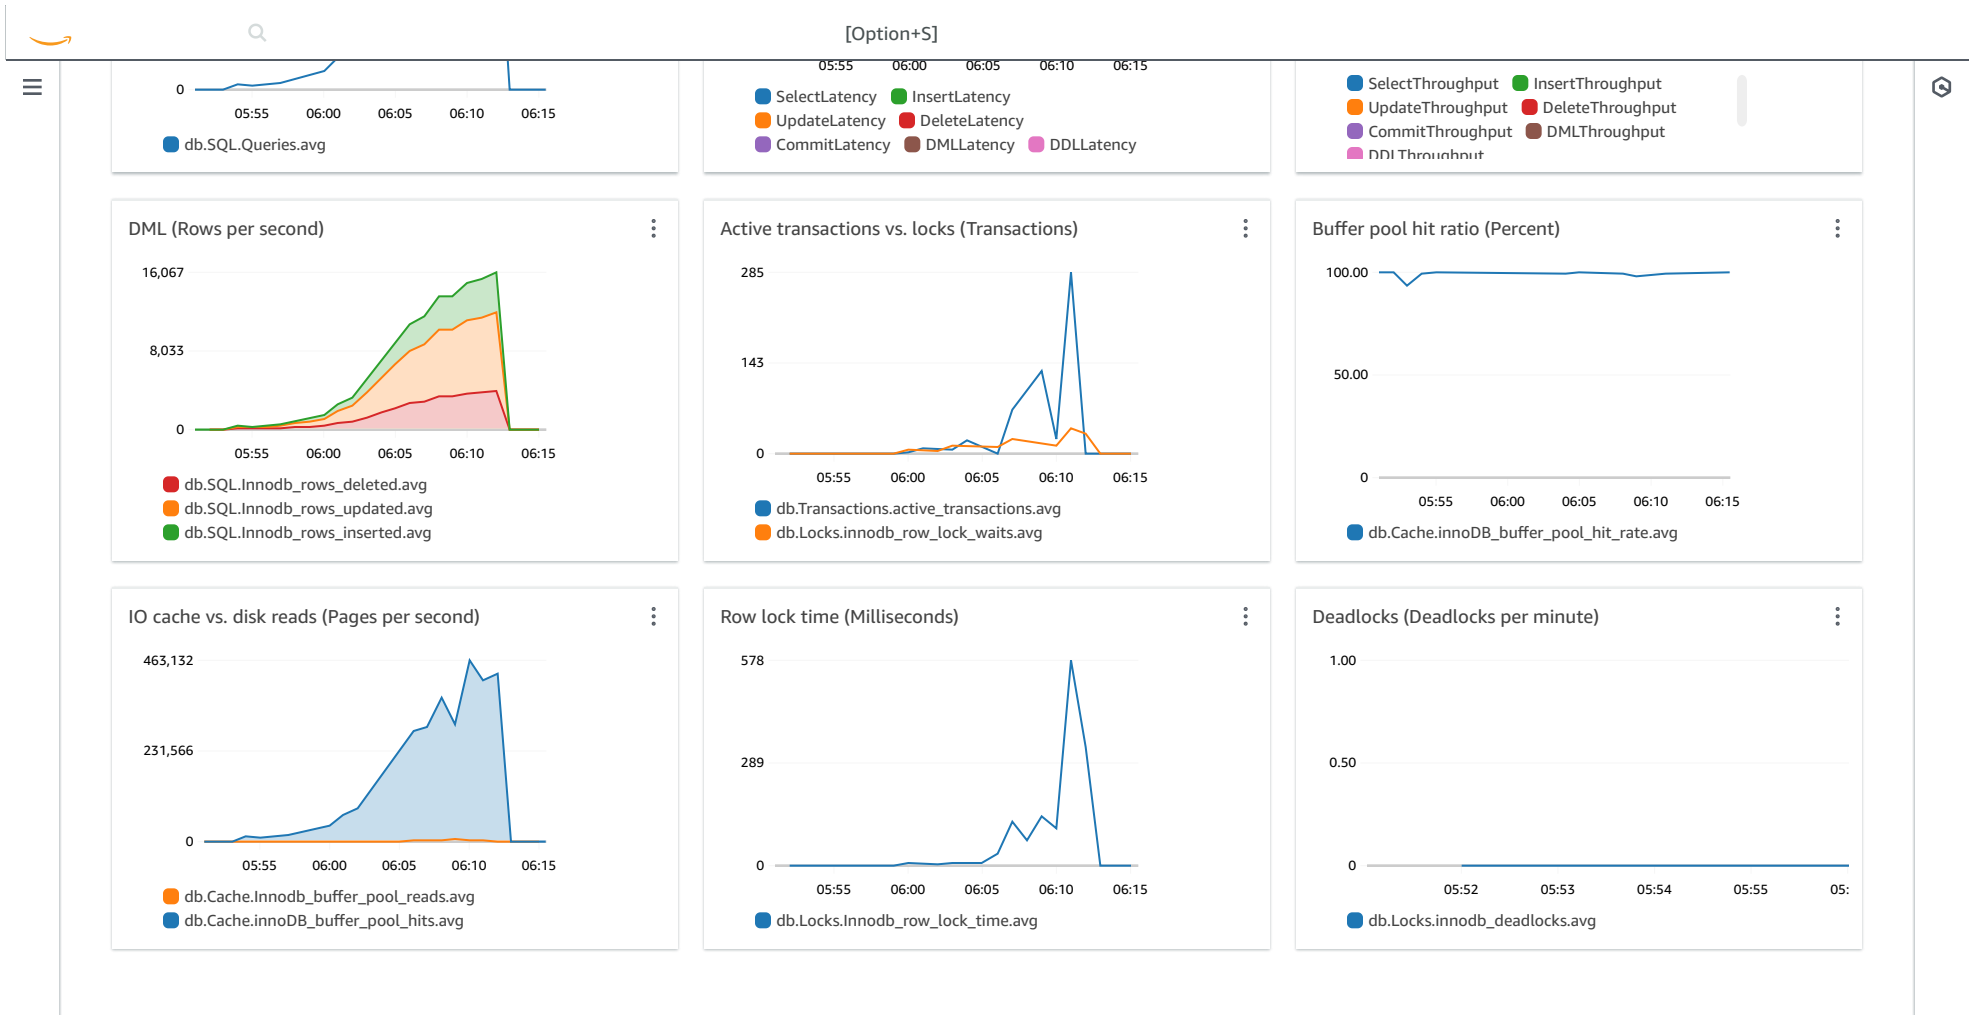 [Option+S]
0
05:55 06:00 06:05 06:10 06:15
db.SQL.Queries.avg
05:55 06:00 06:05 06:10 06:15
SelectLatency InsertLatency
UpdateLatency DeleteLatency
CommitLatency DMLLatency DDLLatency
SelectThroughput InsertThroughput
UpdateThroughput DeleteThroughput
CommitThroughput DMLThroughput
DDLThroughput
DML (Rows per second)
16,067
8,033
0
05:55 06:00 06:05 06:10 06:15
db.SQL.Innodb_rows_deleted.avg
db.SQL.Innodb_rows_updated.avg
db.SQL.Innodb_rows_inserted.avg
Active transactions vs. locks (Transactions)
285
143
0
05:55 06:00 06:05 06:10 06:15
db.Transactions.active_transactions.avg
db.Locks.innodb_row_lock_waits.avg
Buffer pool hit ratio (Percent)
100.00
50.00
0
05:55 06:00 06:05 06:10 06:15
db.Cache.innoDB_buffer_pool_hit_rate.avg
IO cache vs. disk reads (Pages per second)
463,132
231,566
0
05:55 06:00 06:05 06:10 06:15
db.Cache.Innodb_buffer_pool_reads.avg
db.Cache.innoDB_buffer_pool_hits.avg
Row lock time (Milliseconds)
578
289
0
05:55 06:00 06:05 06:10 06:15
db.Locks.Innodb_row_lock_time.avg
Deadlocks (Deadlocks per minute)
1.00
0.50
0
05:52 05:53 05:54 05:55 05:
db.Locks.innodb_deadlocks.avg